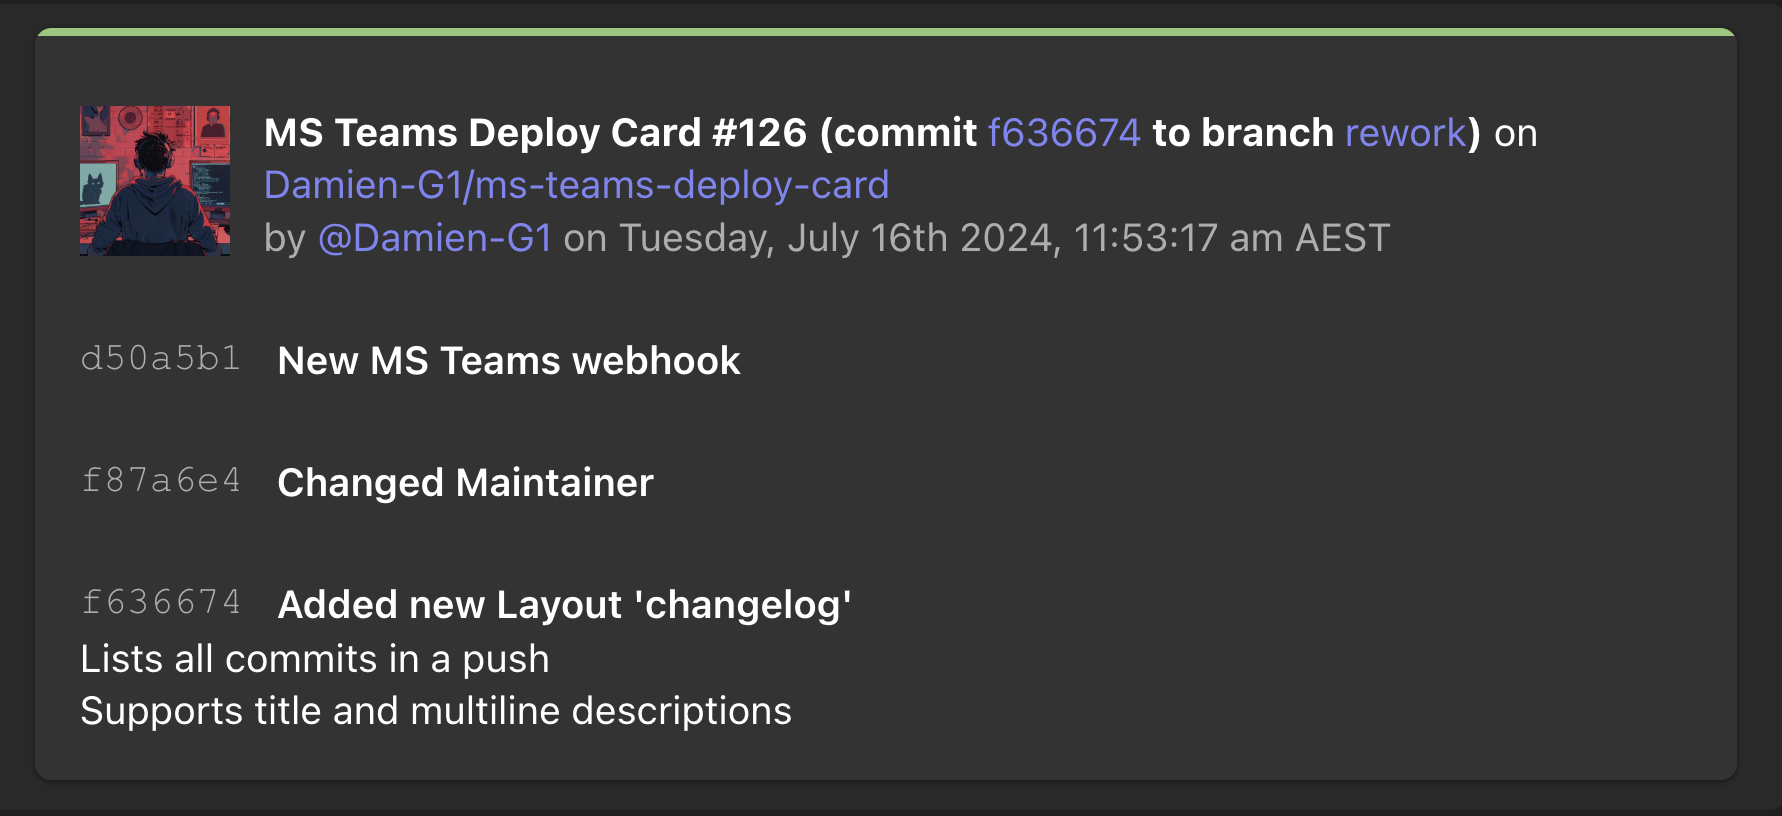 MS Teams Deploy Card #126 (commit f636674 to branch rework) on
Damien-G1/ms-teams-deploy-card
by @Damien-G1 on Tuesday, July 16th 2024, 11:53:17 am AEST
d50a5b1 New MS Teams webhook
f87a6e4 Changed Maintainer
f636674 Added new Layout 'changelog'
Lists all commits in a push
Supports title and multiline descriptions